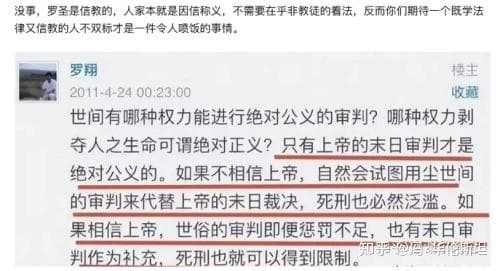 没事，罗圣是信教的，人家本就是因信称义，不需要在乎非教徒的看法，反而你们期待一个既学法
律又信教的人不双标才是一件令人喷饭的事情。
罗翔
楼主
2011-4-24 00:23:00
收藏
世间有哪种权力能进行绝对公义的审判？哪种权力剥
夺人之生命可谓绝对正义？只有上帝的末日审判才是
绝对公义的。如果不相信上帝，自然会试图用尘世间
的审判来代替上帝的末日裁决，死刑也必然泛滥。如
果相信上帝，世俗的审判即便惩罚不足，也有末日审
判作为补充，死刑也就可以得到限制。
知乎